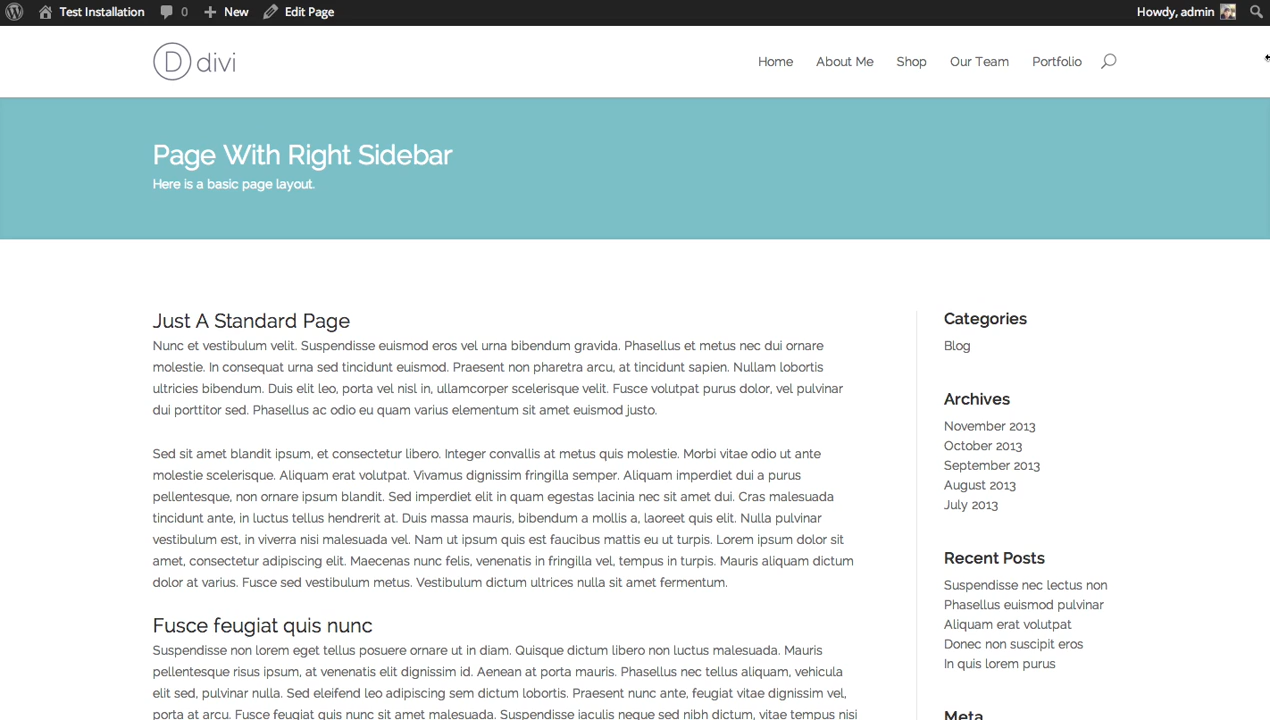 Test Installation 0 New Edit Page Howdy, admin
D divi
Home About Me Shop Our Team Portfolio
Page With Right Sidebar
Here is a basic page layout.
Just A Standard Page
Nunc et vestibulum velit. Suspendisse euismod eros vel urna bibendum gravida. Phasellus et metus nec dui ornare
molestie. In consequat urna sed tincidunt euismod. Praesent non pharetra arcu, at tincidunt sapien. Nullam lobortis
ultricies bibendum. Duis elit leo, porta vel nisl in, ullamcorper scelerisque velit. Fusce volutpat purus dolor, vel pulvinar
dui porttitor sed. Phasellus ac odio eu quam varius elementum sit amet euismod justo.
Sed sit amet blandit ipsum, et consectetur libero. Integer convallis at metus quis molestie. Morbi vitae odio ut ante
molestie scelerisque. Aliquam erat volutpat. Vivamus dignissim fringilla semper. Aliquam imperdiet dui a purus
pellentesque, non ornare ipsum blandit. Sed imperdiet elit in quam egestas lacinia nec sit amet dui. Cras malesuada
tincidunt ante, in luctus tellus hendrerit at. Duis massa mauris, bibendum a mollis a, laoreet quis elit. Nulla pulvinar
vestibulum est, in viverra nisi malesuada vel. Nam ut ipsum quis est faucibus mattis eu ut turpis. Lorem ipsum dolor sit
amet, consectetur adipiscing elit. Maecenas nunc felis, venenatis in fringilla vel, tempus in turpis. Mauris aliquam dictum
dolor at varius. Fusce sed vestibulum metus. Vestibulum dictum ultrices nulla sit amet fermentum.
Fusce feugiat quis nunc
Suspendisse non lorem eget tellus posuere ornare ut in diam. Quisque dictum libero non luctus malesuada. Mauris
pellentesque risus ipsum, at venenatis elit dignissim id. Aenean at porta mauris. Phasellus nec tellus aliquam, vehicula
elit sed, pulvinar nulla. Sed eleifend leo adipiscing sem dictum lobortis. Praesent nunc ante, feugiat vitae dignissim vel,
porta at arcu. Fusce feugiat quis nunc sit amet malesuada. Suspendisse iaculis neque sed nibh dictum, vitae tempus nisi
Categories
Blog
Archives
November 2013
October 2013
September 2013
August 2013
July 2013
Recent Posts
Suspendisse nec lectus non
Phasellus euismod pulvinar
Aliquam erat volutpat
Donec non suscipit eros
In quis lorem purus
Meta